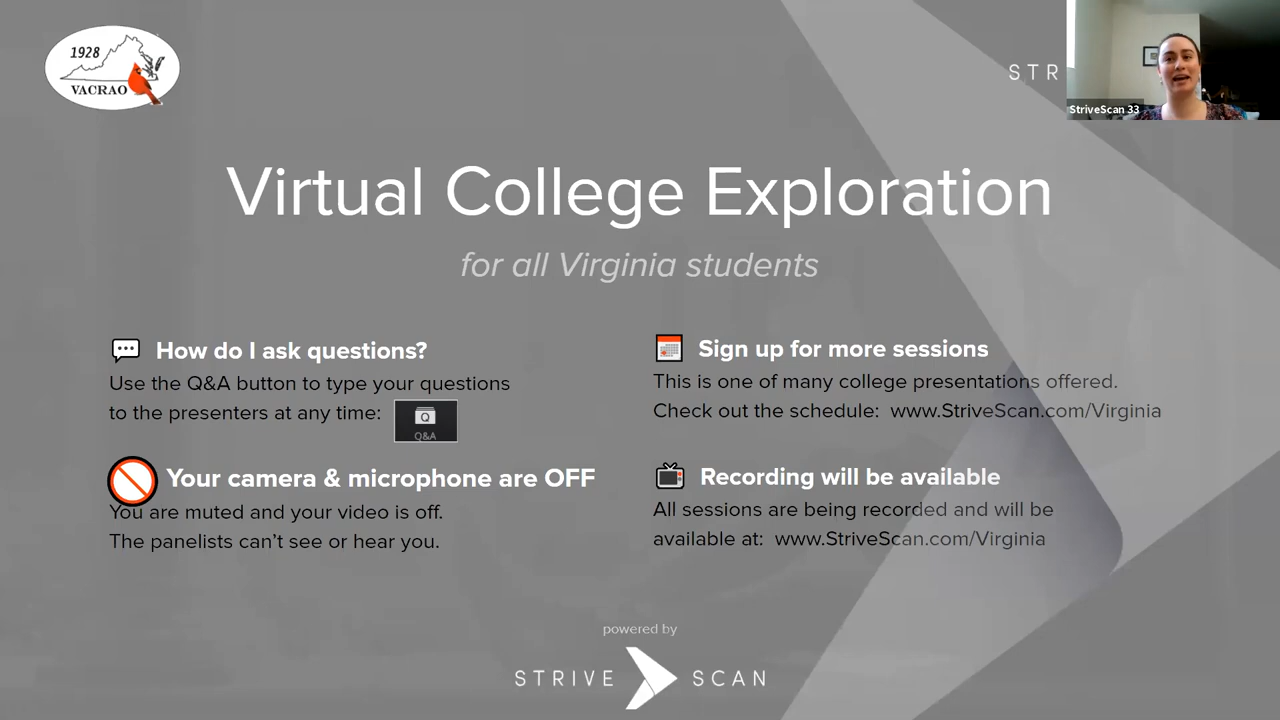 1928
VACRAO
STR
StriveScan 33
Virtual College Exploration
for all Virginia students
How do I ask questions?
Use the Q&A button to type your questions
to the presenters at any time:
Q
Q&A
Your camera & microphone are OFF
You are muted and your video is off.
The panelists can’t see or hear you.
Sign up for more sessions
This is one of many college presentations offered.
Check out the schedule: www.StriveScan.com/Virginia
Recording will be available
All sessions are being recorded and will be
available at: www.StriveScan.com/Virginia
powered by
STRIVE SCAN